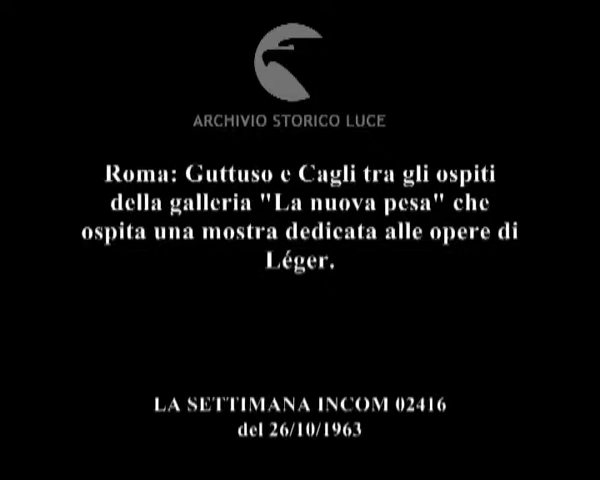 ARCHIVIO STORICO LUCE
Roma: Guttuso e Cagli tra gli ospiti
della galleria "La nuova pesa" che
ospita una mostra dedicata alle opere di
Léger.
LA SETTIMANA INCOM 02416
del 26/10/1963